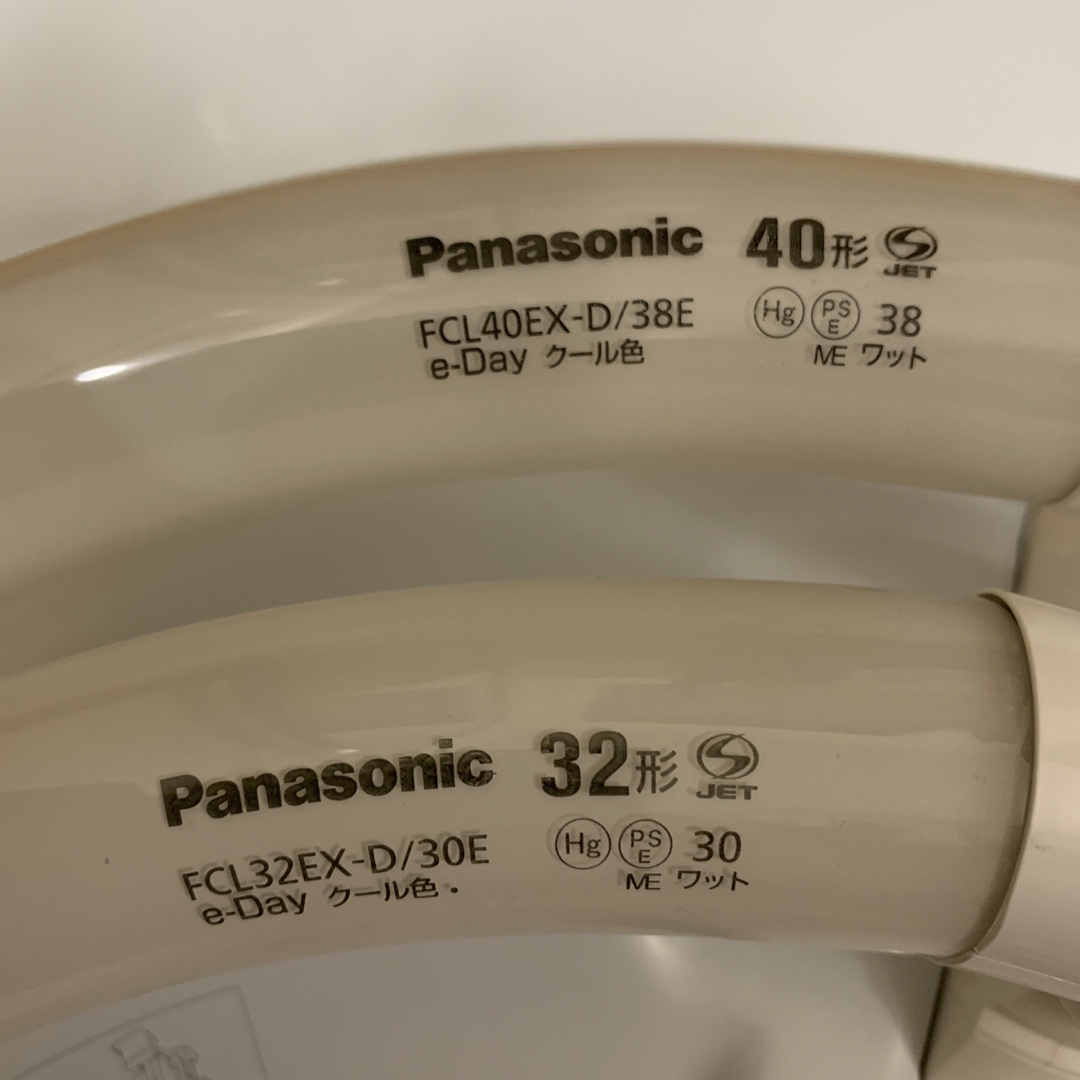 Panasonic 40形 S JET
FCL40EX-D/38E Hg PSE 38
e-Day クール色 ME ワット
Panasonic 32形 S JET
FCL32EX-D/30E Hg PSE 30
e-Day クール色. ME ワット